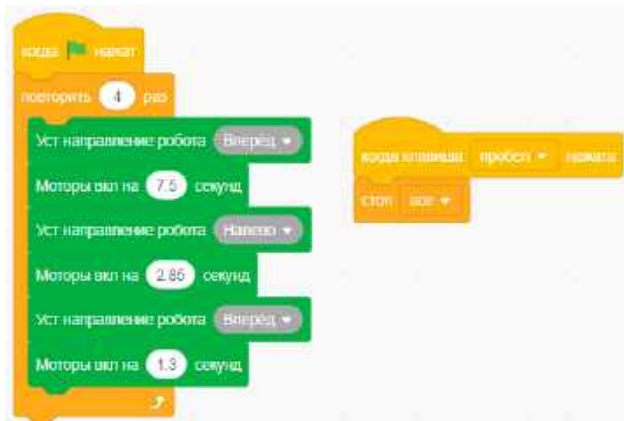 когда нажат
повторить 4 раз
Уст направление робота Вперёд
Моторы вкл на 7.5 секунд
Уст направление робота Налево
Моторы вкл на 2.85 секунд
Уст направление робота Вперёд
Моторы вкл на 1.3 секунд
когда клавиша пробел нажата
стоп все